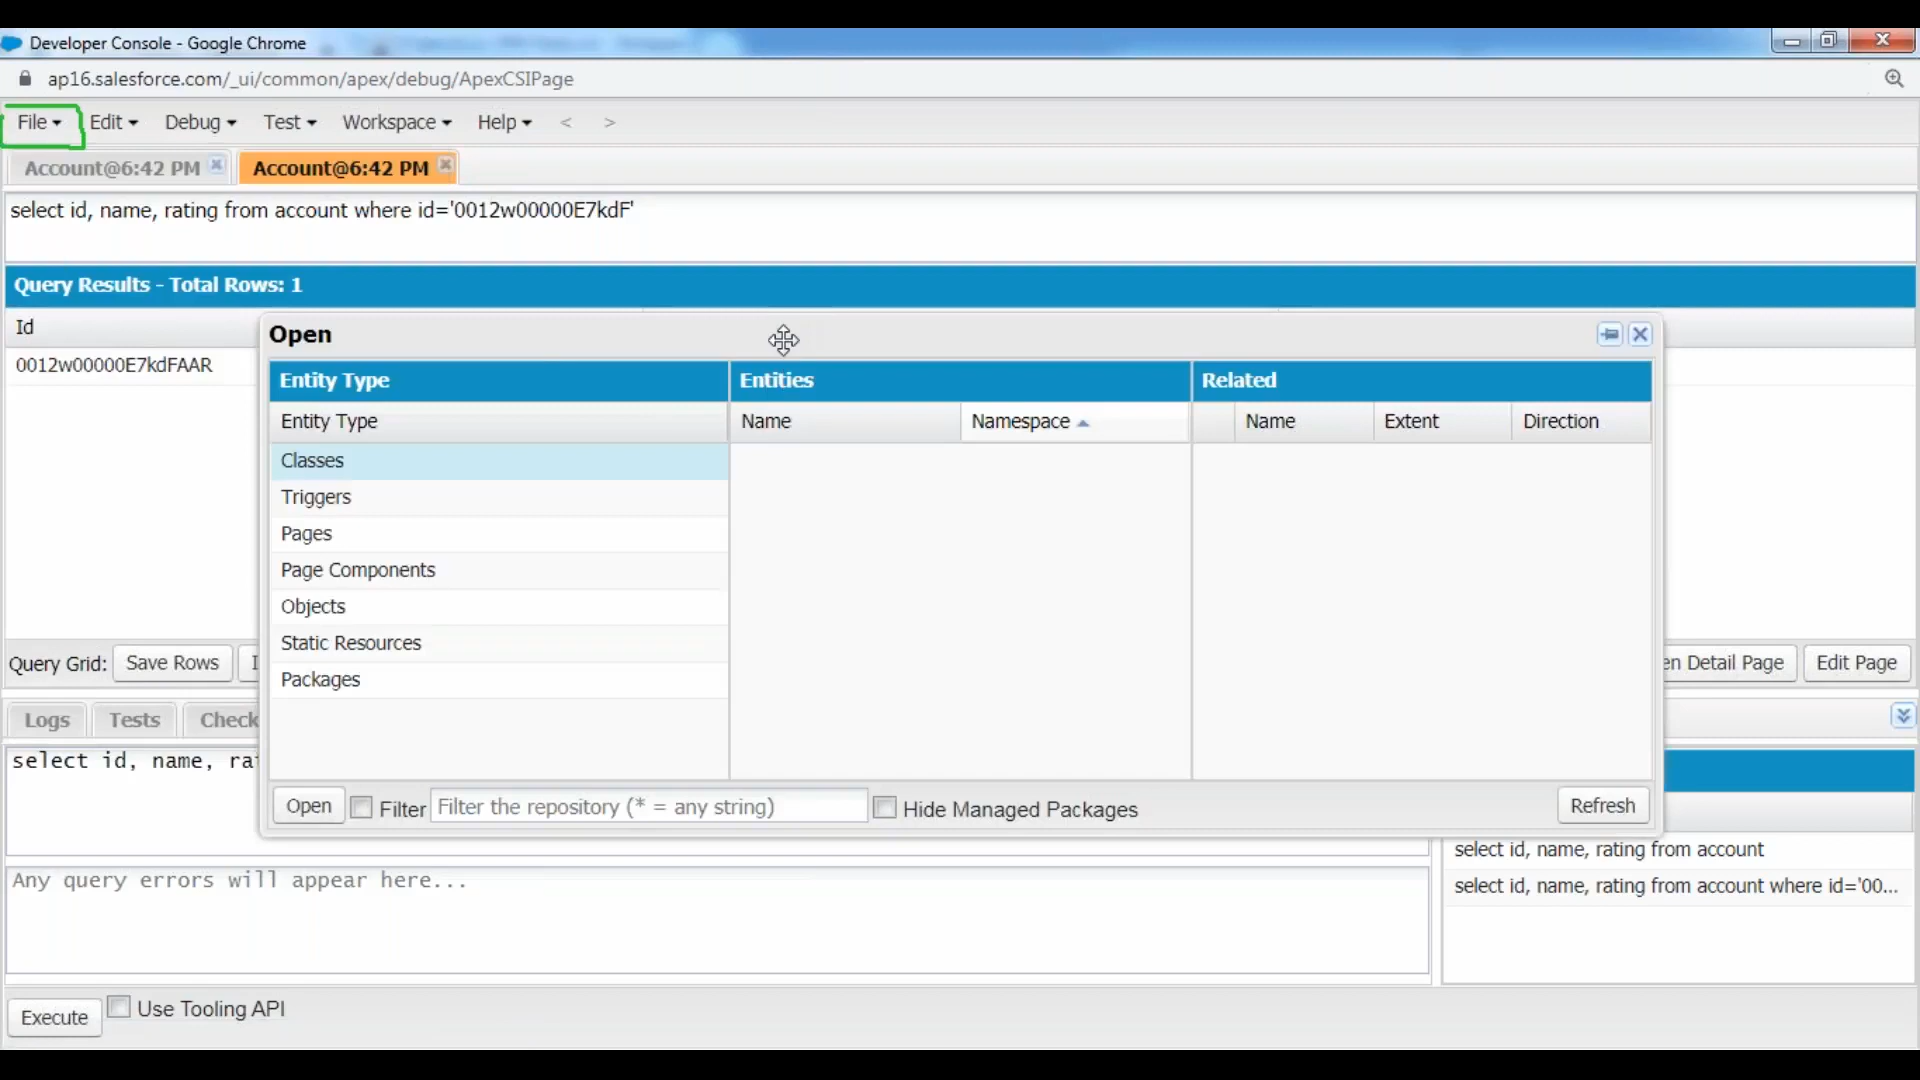 Developer Console - Google Chrome
ap16.salesforce.com/_ui/common/apex/debug/ApexCSIPage
File Edit Debug Test Workspace Help < >
Account@6:42 PM Account@6:42 PM
select id, name, rating from account where id='0012w00000E7kdF'
Query Results - Total Rows: 1
Id
0012w00000E7kdFAAR
Open
Entity Type Entities Related
Entity Type Name Namespace Name Extent Direction
Classes
Triggers
Pages
Page Components
Objects
Static Resources
Packages
Open Filter Filter the repository (* = any string) Hide Managed Packages Refresh
Query Grid: Save Rows I en Detail Page Edit Page
Logs Tests Check
select id, name, ra
select id, name, rating from account
select id, name, rating from account where id='00...
Any query errors will appear here...
Execute Use Tooling API